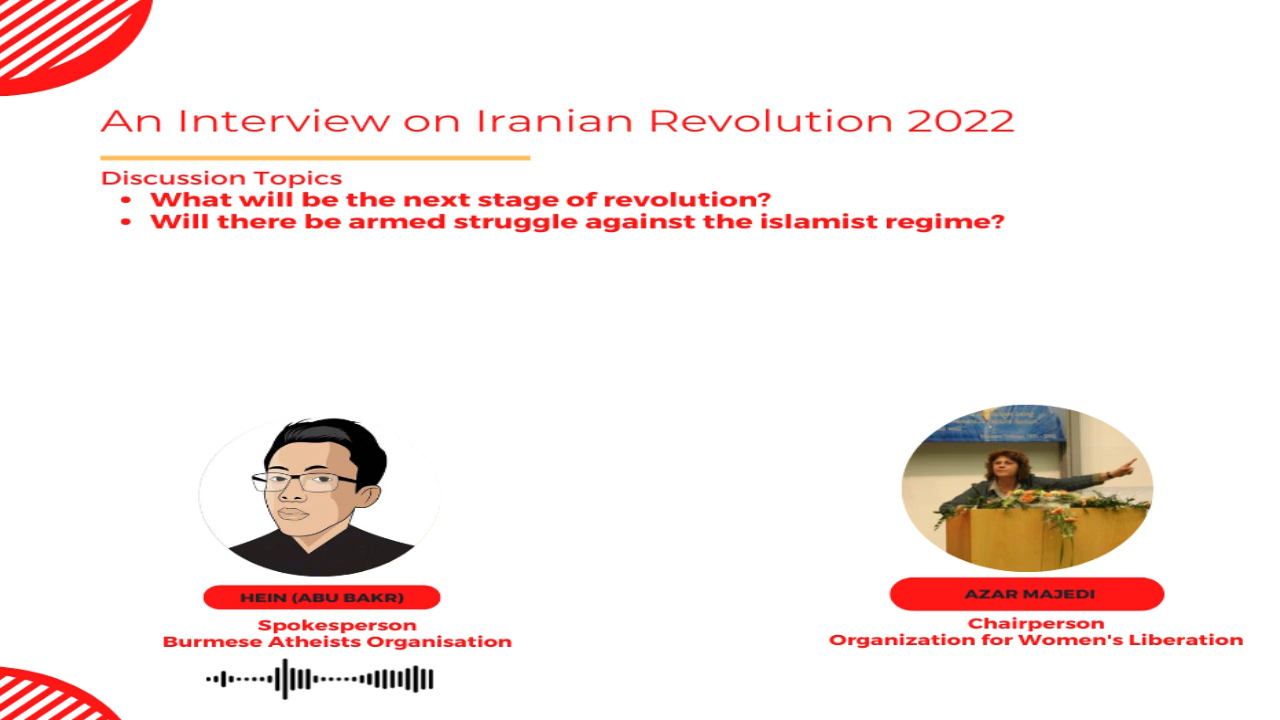 An Interview on Iranian Revolution 2022
Discussion Topics
• What will be the next stage of revolution?
• Will there be armed struggle against the islamist regime?
HEIN (ABU BAKR)
Spokesperson
Burmese Atheists Organisation
AZAR MAJEDI
Chairperson
Organization for Women's Liberation